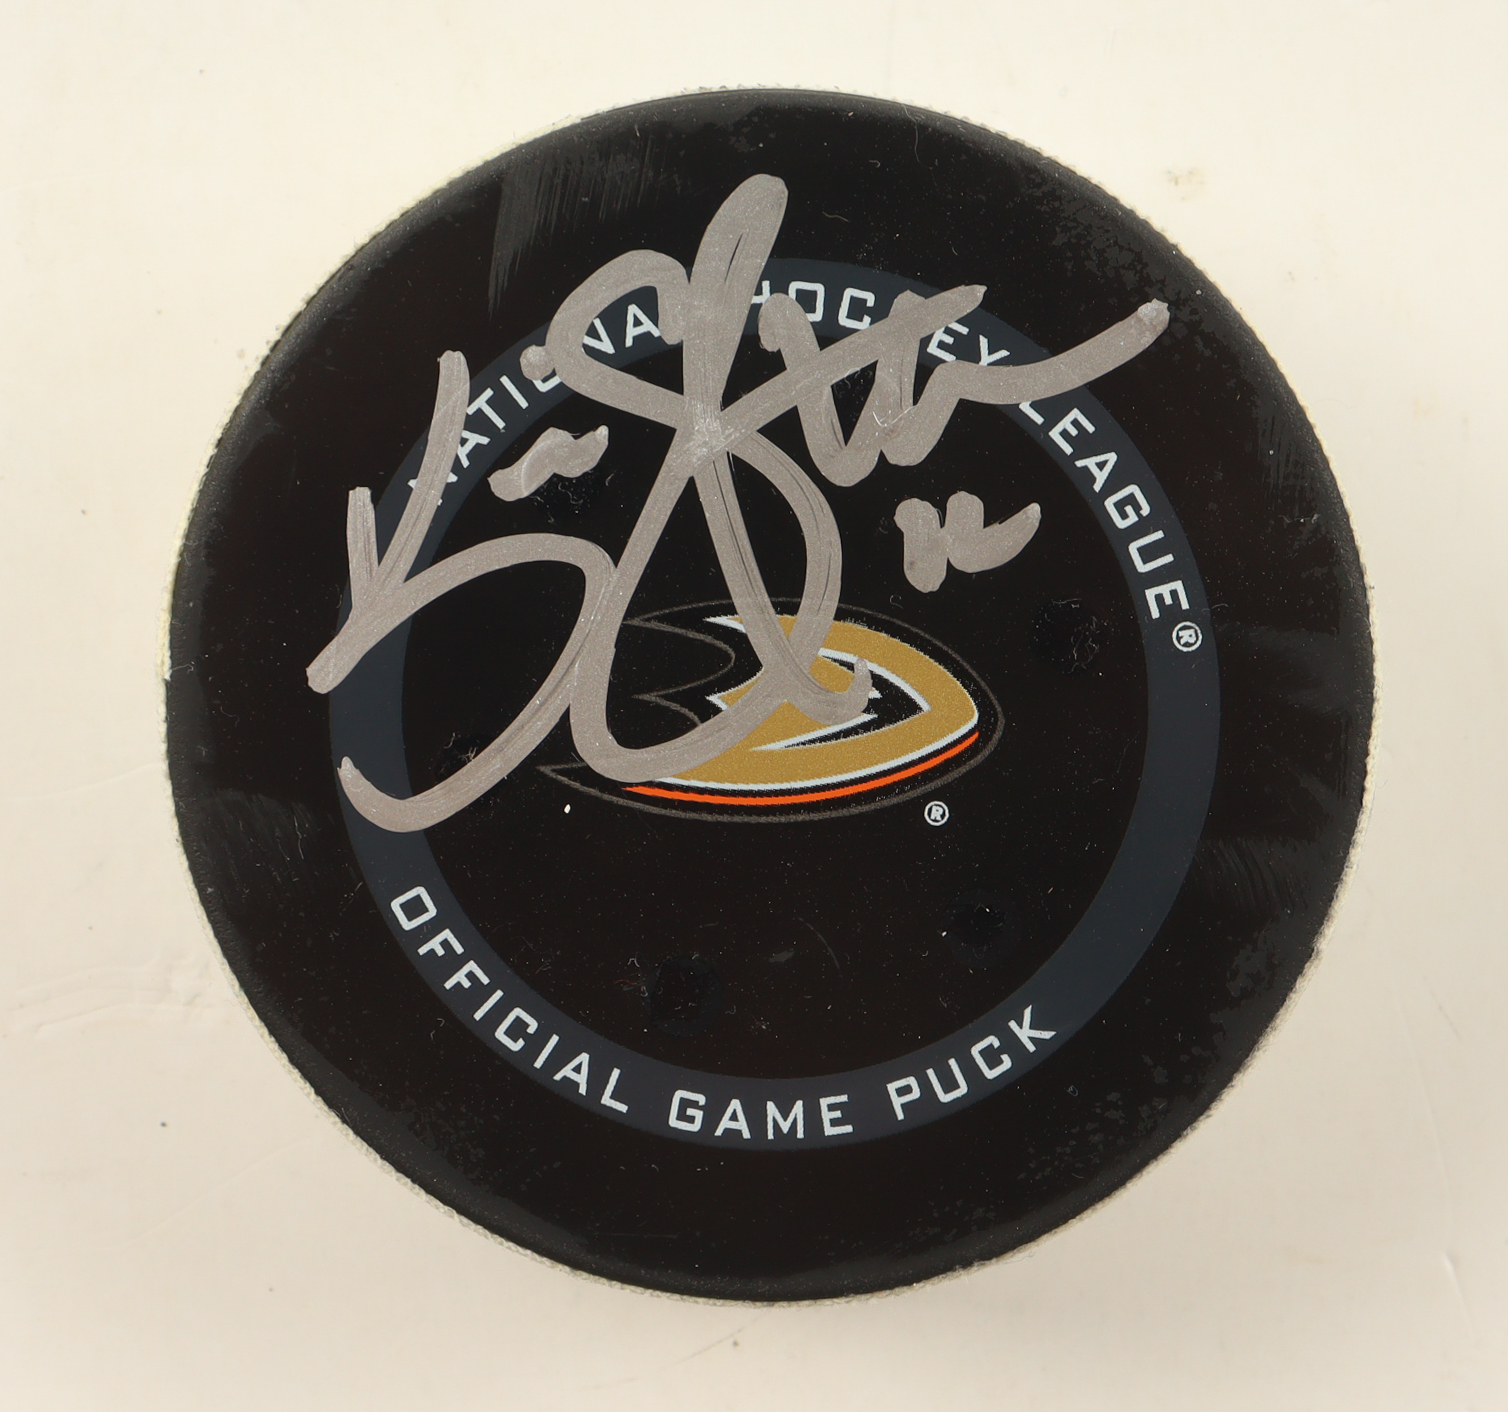 NATIONAL HOCKEY LEAGUE®
®
OFFICIAL GAME PUCK